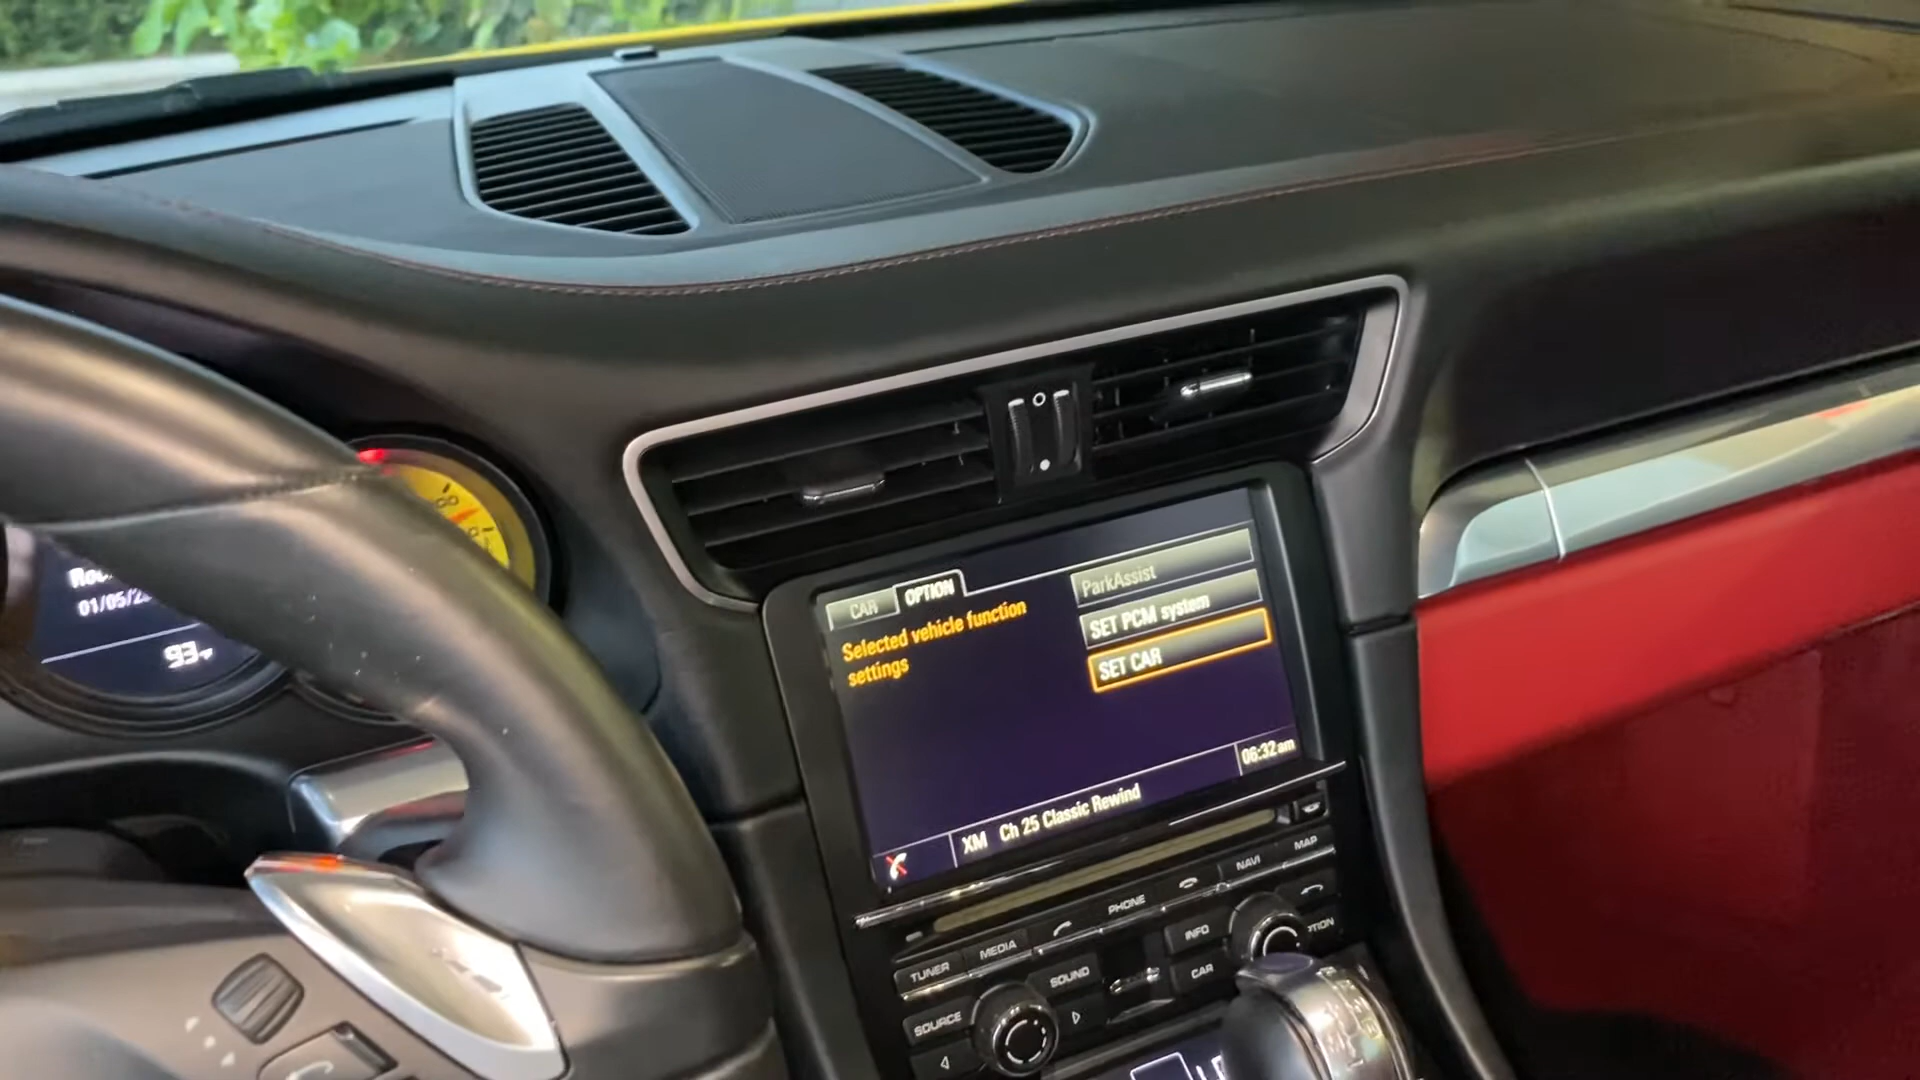 01/05/2
93
CAR
OPTION
Selected vehicle function
settings
ParkAssist
SET PCM system
SET CAR
06:32 am
XM Ch 25 Classic Rewind
TUNER
MEDIA
PHONE
NAVI
MAP
SOURCE
SOUND
INFO
CAR
PTION